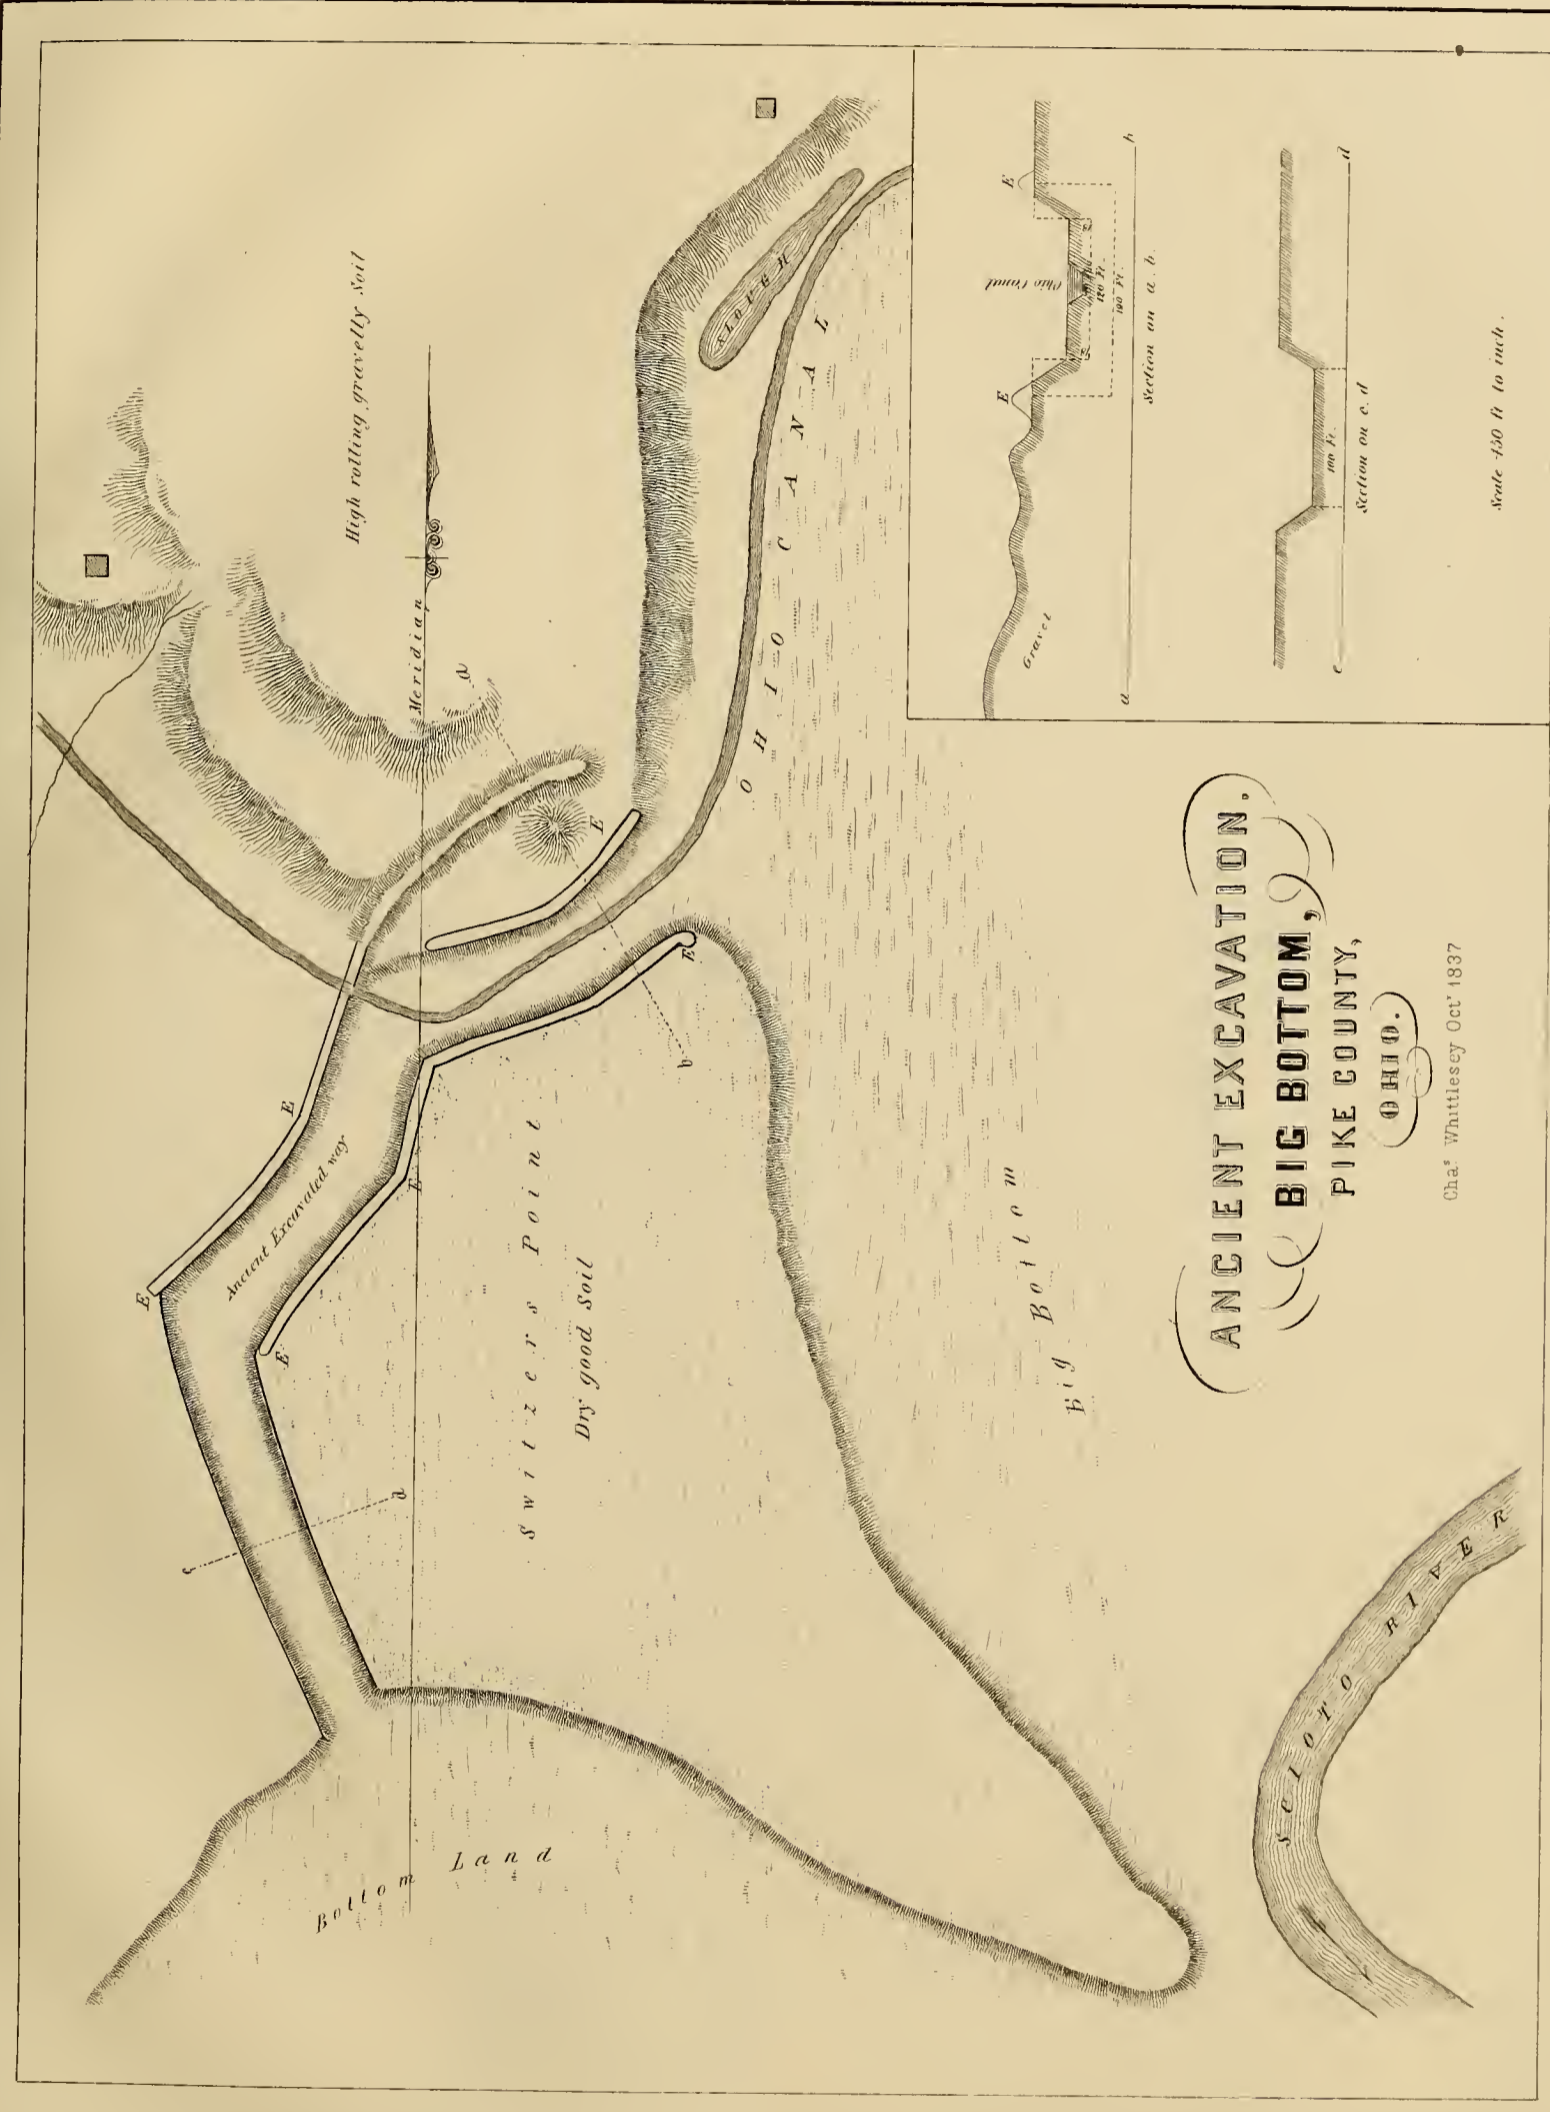 ANCIENT EXCAVATION.
BIG BOTTOM,
PIKE COUNTY,
OHIO.
Chaˢ Whittlesey Octʳ 1837
High rolling gravelly Soil
Meridian
a
b
c
d
E
E
E
E
E
E
Ancient Excavated way
Switzers Point
Dry good Soil
Bottom Land
Big Bottom
SCIOTO RIVER
OHIO CANAL
SLOUGH
E
E
Ohio Canal
120 Ft.
190 Ft.
Gravel
a
b
Section on a. b.
100 Ft.
c
d
Section on c. d
Scale 450 ft to inch.